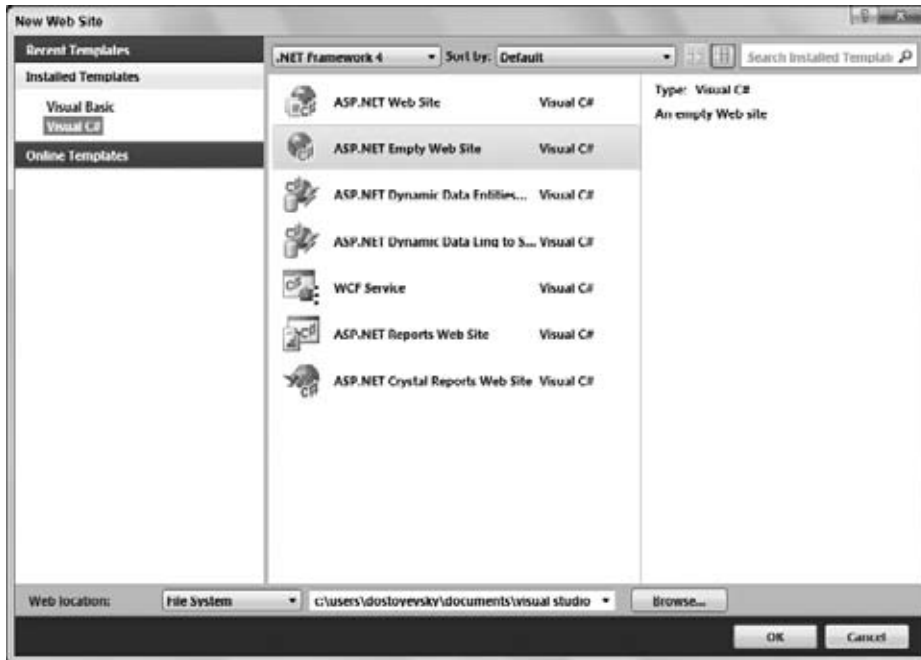 New Web Site
Recent Templates
Installed Templates
Visual Basic
Visual C#
Online Templates
.NET Framework 4
Sort by: Default
Search Installed Templat
ASP.NET Web Site Visual C#
ASP.NET Empty Web Site Visual C#
ASP.NET Dynamic Data Entities... Visual C#
ASP.NET Dynamic Data Linq to S... Visual C#
WCF Service Visual C#
ASP.NET Reports Web Site Visual C#
ASP.NET Crystal Reports Web Site Visual C#
Type: Visual C#
An empty Web site
Web location: File System c:\users\dostoyevsky\documents\visual studio Browse...
OK Cancel